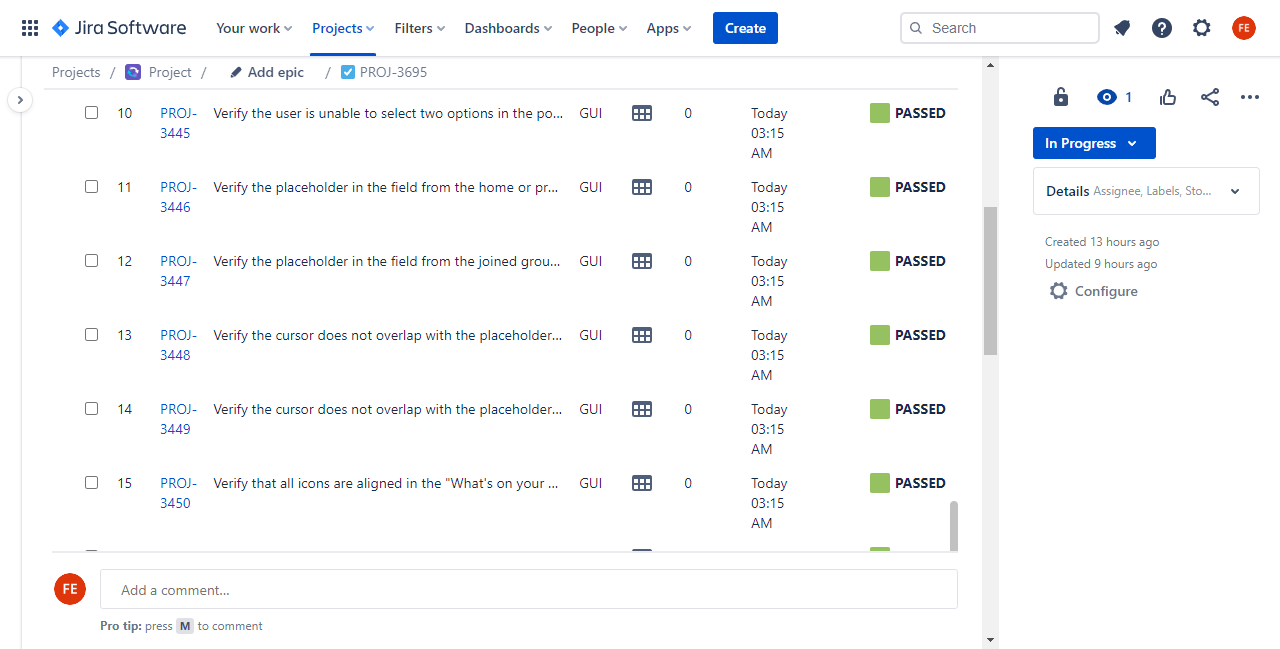 Jira Software Your work Projects Filters Dashboards People Apps Create Search FE
Projects / Project / Add epic / PROJ-3695
10 PROJ-3445 Verify the user is unable to select two options in the po... GUI 0 Today 03:15 AM PASSED
11 PROJ-3446 Verify the placeholder in the field from the home or pr... GUI 0 Today 03:15 AM PASSED
12 PROJ-3447 Verify the placeholder in the field from the joined grou... GUI 0 Today 03:15 AM PASSED
13 PROJ-3448 Verify the cursor does not overlap with the placeholder... GUI 0 Today 03:15 AM PASSED
14 PROJ-3449 Verify the cursor does not overlap with the placeholder... GUI 0 Today 03:15 AM PASSED
15 PROJ-3450 Verify that all icons are aligned in the "What's on your ... GUI 0 Today 03:15 AM PASSED
FE Add a comment...
Pro tip: press M to comment
1
In Progress
Details Assignee, Labels, Sto...
Created 13 hours ago
Updated 9 hours ago
Configure